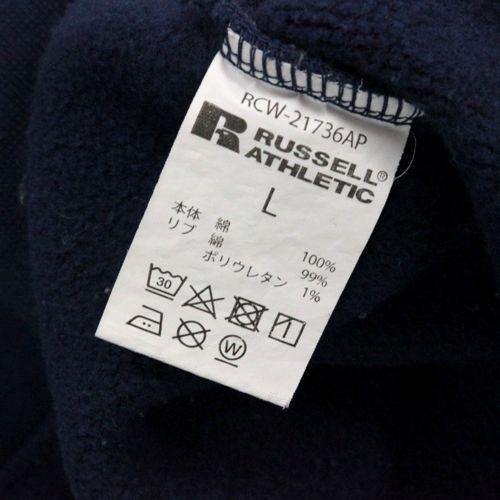 RCW-21736AP
R RUSSELL®
ATHLETIC
L
本体 綿 100%
リブ 綿 99%
ポリウレタン 1%
30
W